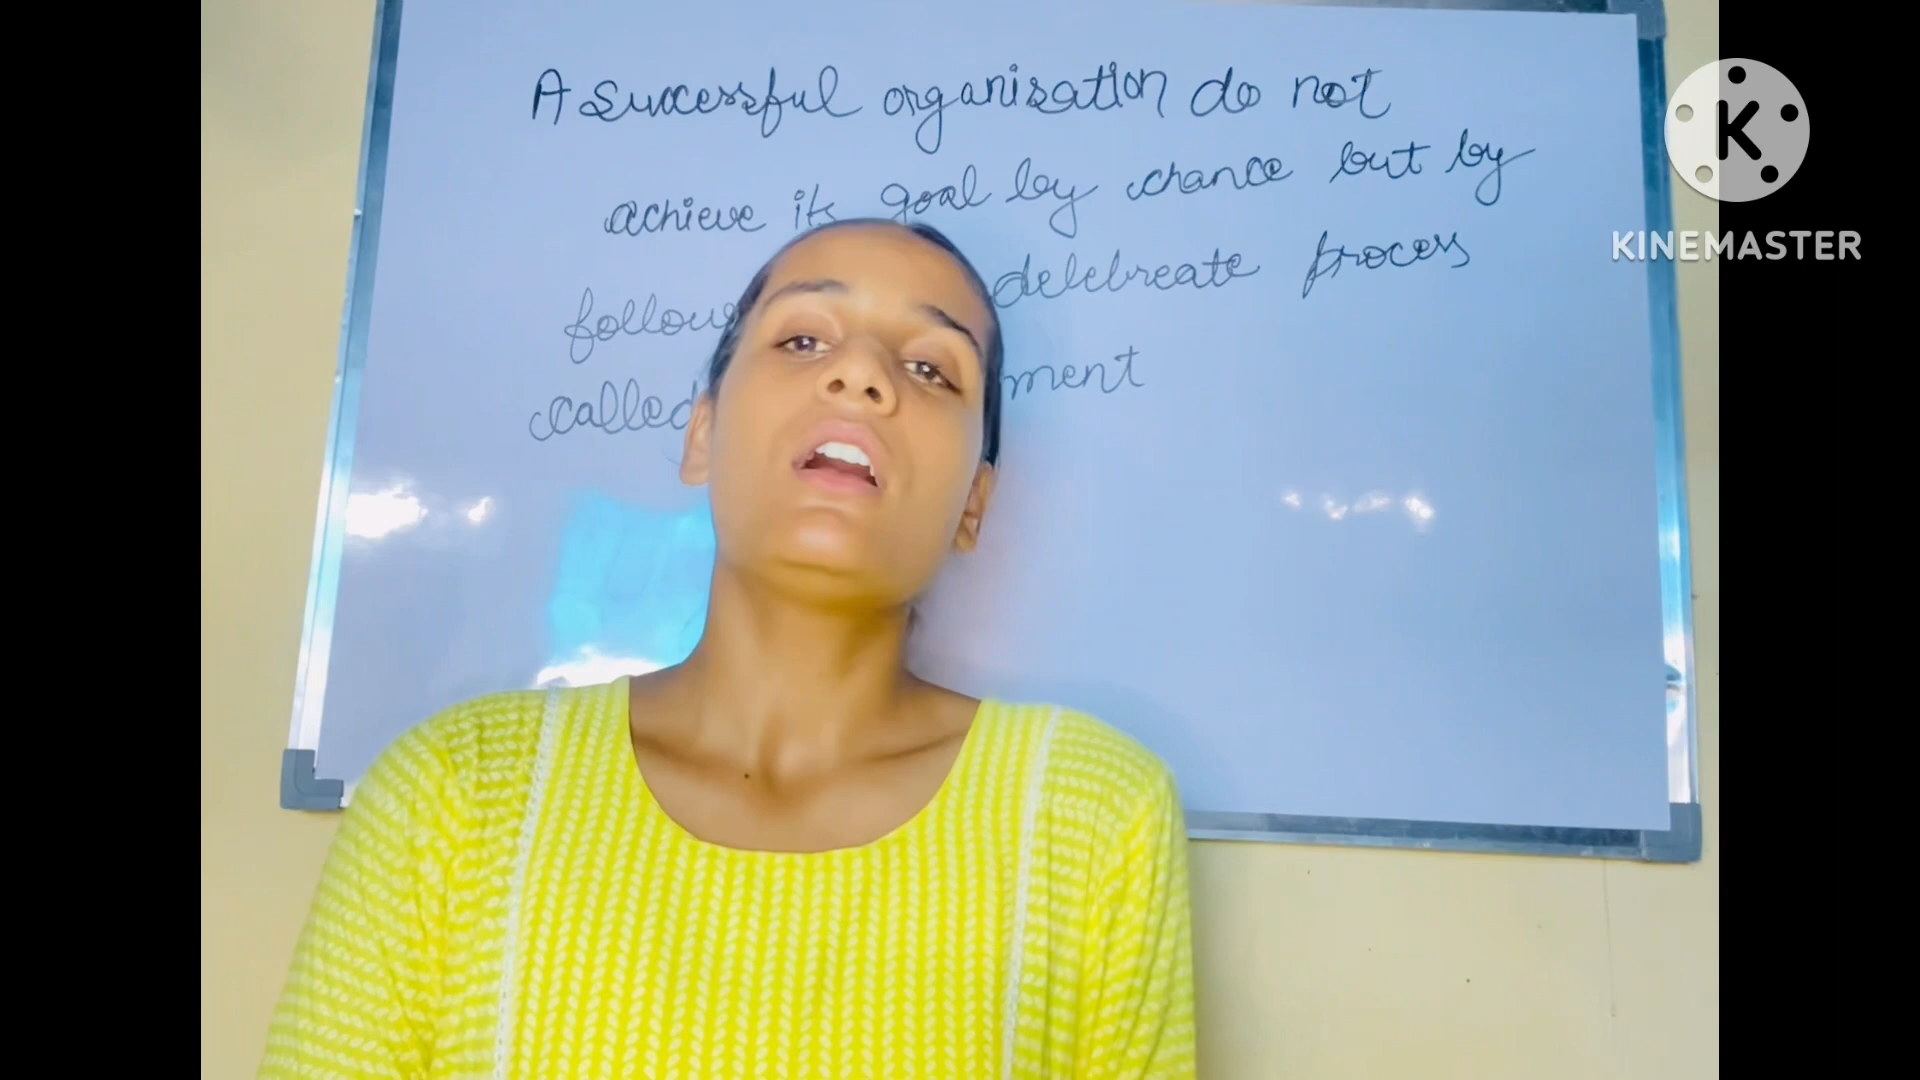 A successful organisation do not
achieve its goal by chance but by
follow delebreate process
called ment
KINEMASTER